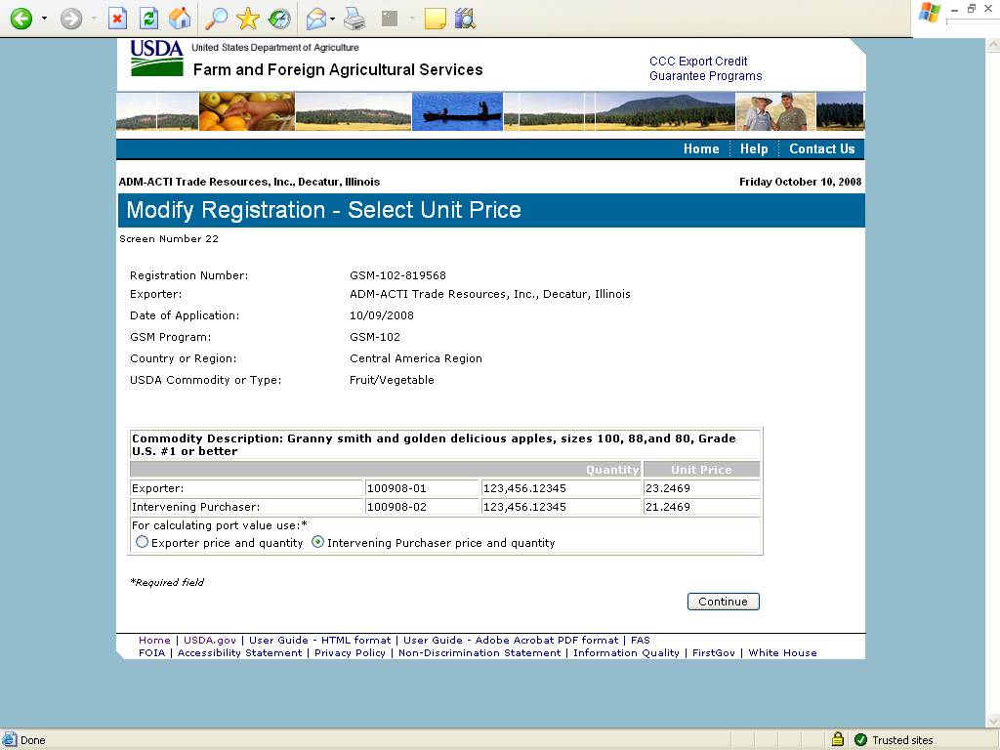 USDA United States Department of Agriculture
Farm and Foreign Agricultural Services
CCC Export Credit
Guarantee Programs
Home Help Contact Us
ADM-ACTI Trade Resources, Inc., Decatur, Illinois Friday October 10, 2008
Modify Registration - Select Unit Price
Screen Number 22
Registration Number: GSM-102-819568
Exporter: ADM-ACTI Trade Resources, Inc., Decatur, Illinois
Date of Application: 10/09/2008
GSM Program: GSM-102
Country or Region: Central America Region
USDA Commodity or Type: Fruit/Vegetable
Commodity Description: Granny smith and golden delicious apples, sizes 100, 88,and 80, Grade
U.S. #1 or better
Quantity Unit Price
Exporter: 100908-01 123,456.12345 23.2469
Intervening Purchaser: 100908-02 123,456.12345 21.2469
For calculating port value use:*
Exporter price and quantity Intervening Purchaser price and quantity
*Required field
Continue
Home | USDA.gov | User Guide - HTML format | User Guide - Adobe Acrobat PDF format | FAS
FOIA | Accessibility Statement | Privacy Policy | Non-Discrimination Statement | Information Quality | FirstGov | White House
Done Trusted sites